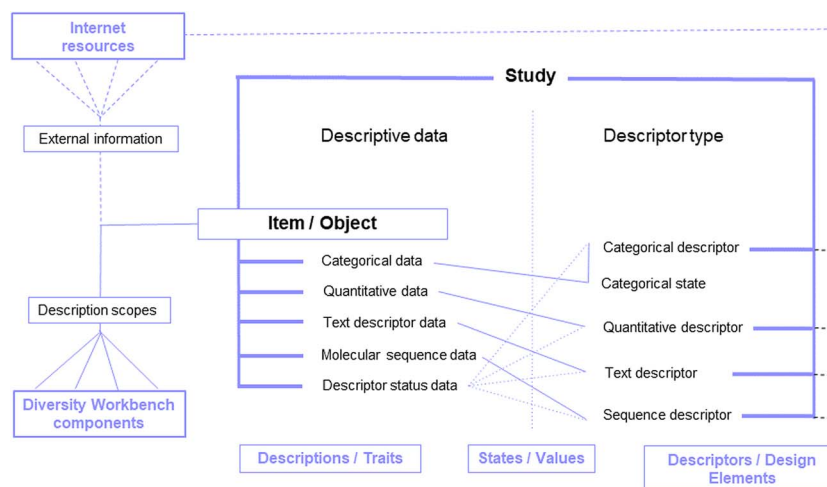 Internet
resources
Study
External information
Descriptive data
Descriptor type
Item / Object
Categorical data
Categorical descriptor
Quantitative data
Categorical state
Description scopes
Text descriptor data
Quantitative descriptor
Molecular sequence data
Text descriptor
Descriptor status data
Sequence descriptor
Diversity Workbench
components
Descriptions / Traits
States / Values
Descriptors / Design
Elements